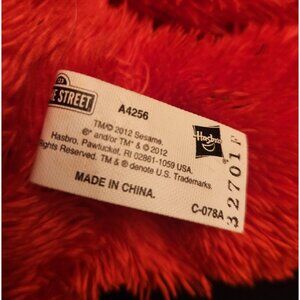 E STREET
A4256
TM/© 2012 Sesame.
®* and/or TM* & © 2012
Hasbro. Pawtucket, RI 02861-1059 USA.
Rights Reserved. TM & ® denote U.S. Trademarks.
MADE IN CHINA.
Hasbro
C-078A
32701F